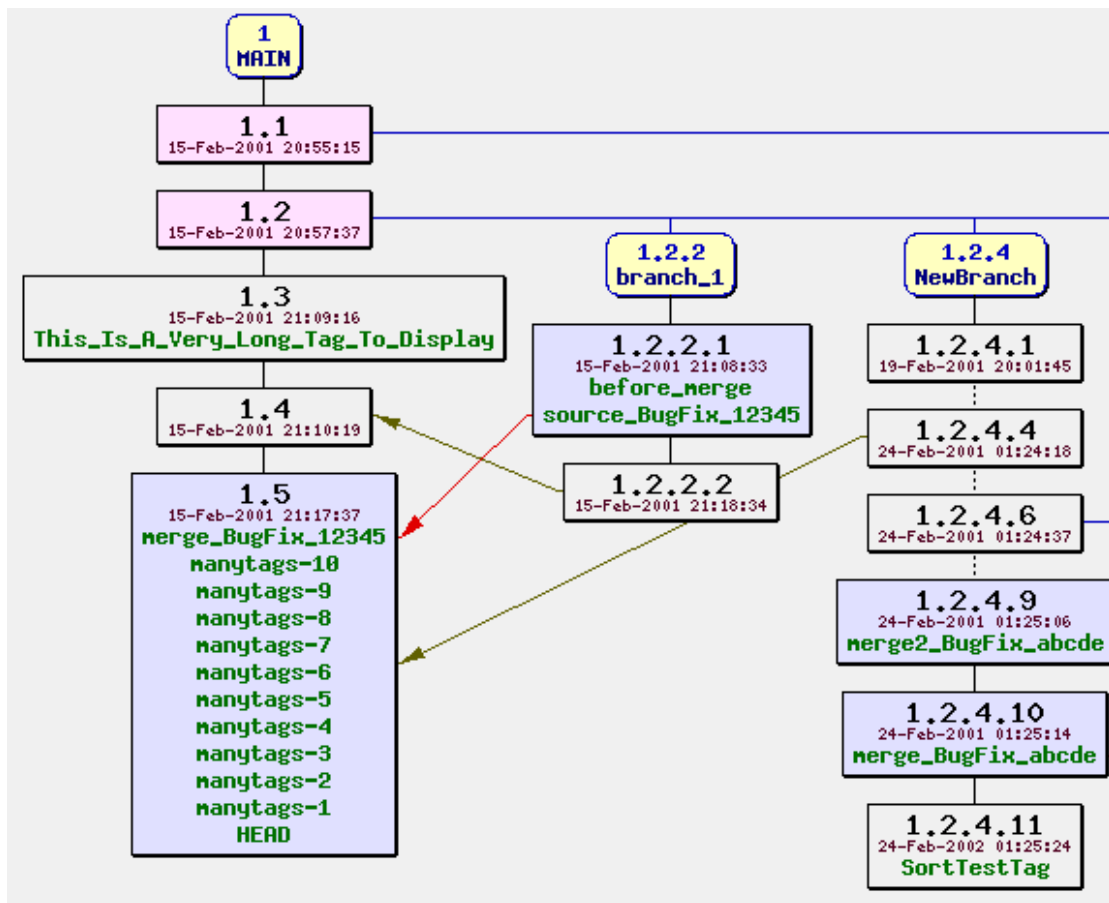 1
MAIN
1.1
15-Feb-2001 20:55:15
1.2
15-Feb-2001 20:57:37
1.3
15-Feb-2001 21:09:16
This_Is_A_Very_Long_Tag_To_Display
1.4
15-Feb-2001 21:10:19
1.5
15-Feb-2001 21:17:37
merge_BugFix_12345
manytags-10
manytags-9
manytags-8
manytags-7
manytags-6
manytags-5
manytags-4
manytags-3
manytags-2
manytags-1
HEAD
1.2.2
branch_1
1.2.2.1
15-Feb-2001 21:08:33
before_merge
source_BugFix_12345
1.2.2.2
15-Feb-2001 21:18:34
1.2.4
NewBranch
1.2.4.1
19-Feb-2001 20:01:45
1.2.4.4
24-Feb-2001 01:24:18
1.2.4.6
24-Feb-2001 01:24:37
1.2.4.9
24-Feb-2001 01:25:06
merge2_BugFix_abcde
1.2.4.10
24-Feb-2001 01:25:14
merge_BugFix_abcde
1.2.4.11
24-Feb-2002 01:25:24
SortTestTag